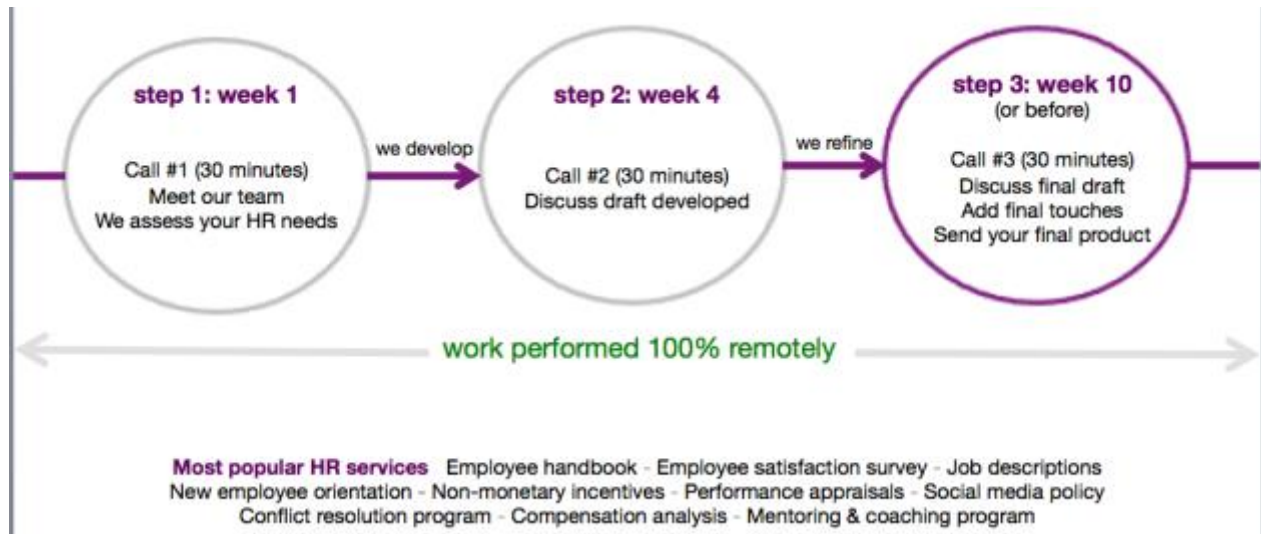 step 1: week 1
Call #1 (30 minutes)
Meet our team
We assess your HR needs
we develop
step 2: week 4
Call #2 (30 minutes)
Discuss draft developed
we refine
step 3: week 10
(or before)
Call #3 (30 minutes)
Discuss final draft
Add final touches
Send your final product
work performed 100% remotely
Most popular HR services Employee handbook - Employee satisfaction survey - Job descriptions
New employee orientation - Non-monetary incentives - Performance appraisals - Social media policy
Conflict resolution program - Compensation analysis - Mentoring & coaching program